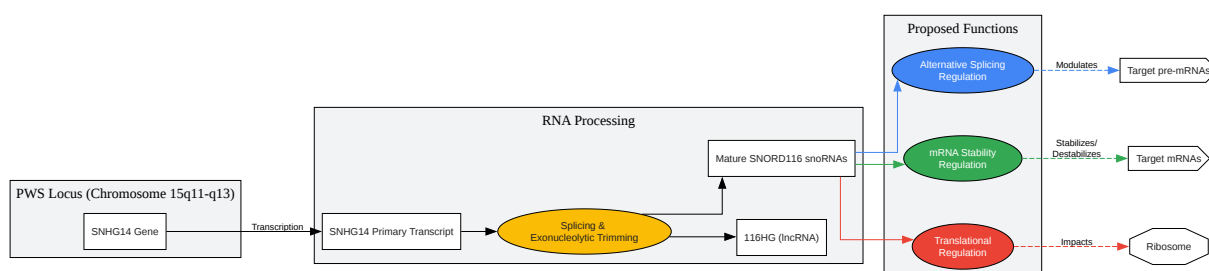 PWS Locus (Chromosome 15q11-q13)
SNHG14 Gene
Transcription
RNA Processing
SNHG14 Primary Transcript
Splicing &
Exonucleolytic Trimming
Mature SNORD116 snoRNAs
116HG (lncRNA)
Proposed Functions
Alternative Splicing
Regulation
Modulates
Target pre-mRNAs
mRNA Stability
Regulation
Stabilizes/
Destabilizes
Target mRNAs
Translational
Regulation
Impacts
Ribosome